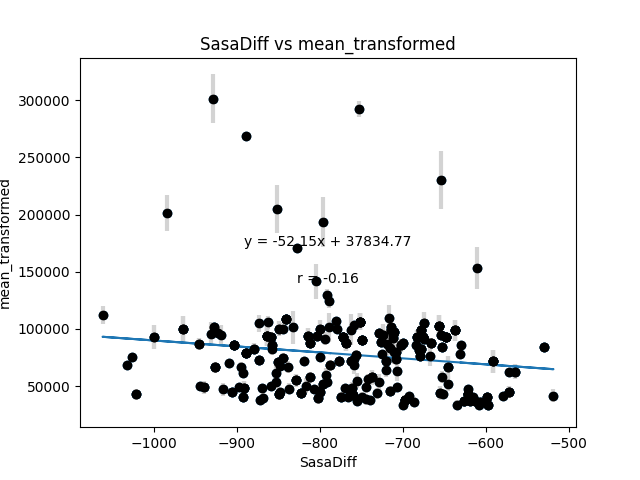 SasaDiff vs mean_transformed
300000
250000
200000
150000
100000
50000
mean_transformed
y = -52.15x + 37834.77
r = -0.16
−1000
−900
−800
−700
−600
−500
SasaDiff